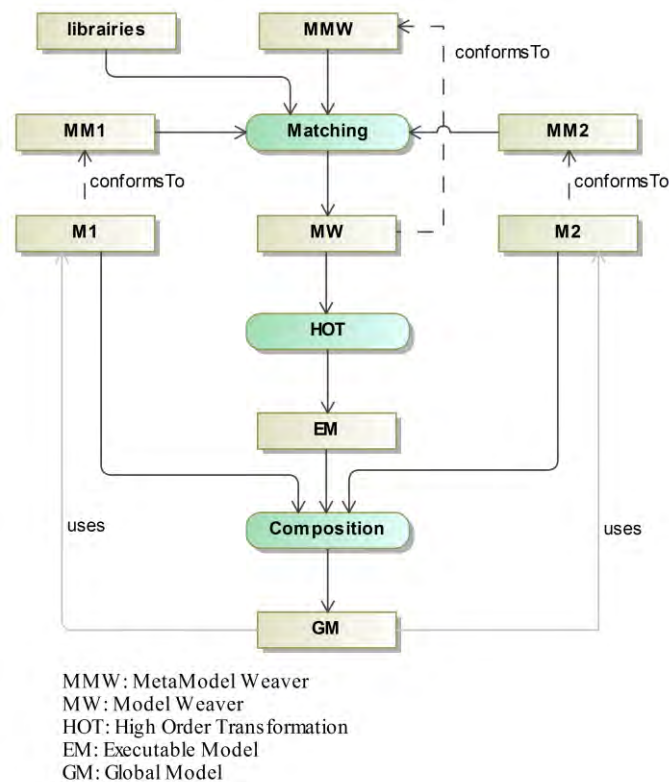 librairies
MMW
conformsTo
MM1
Matching
MM2
conformsTo
conformsTo
M1
MW
M2
HOT
EM
uses
Composition
uses
GM
MMW: MetaModel Weaver
MW: Model Weaver
HOT: High Order Transformation
EM: Executable Model
GM: Global Model